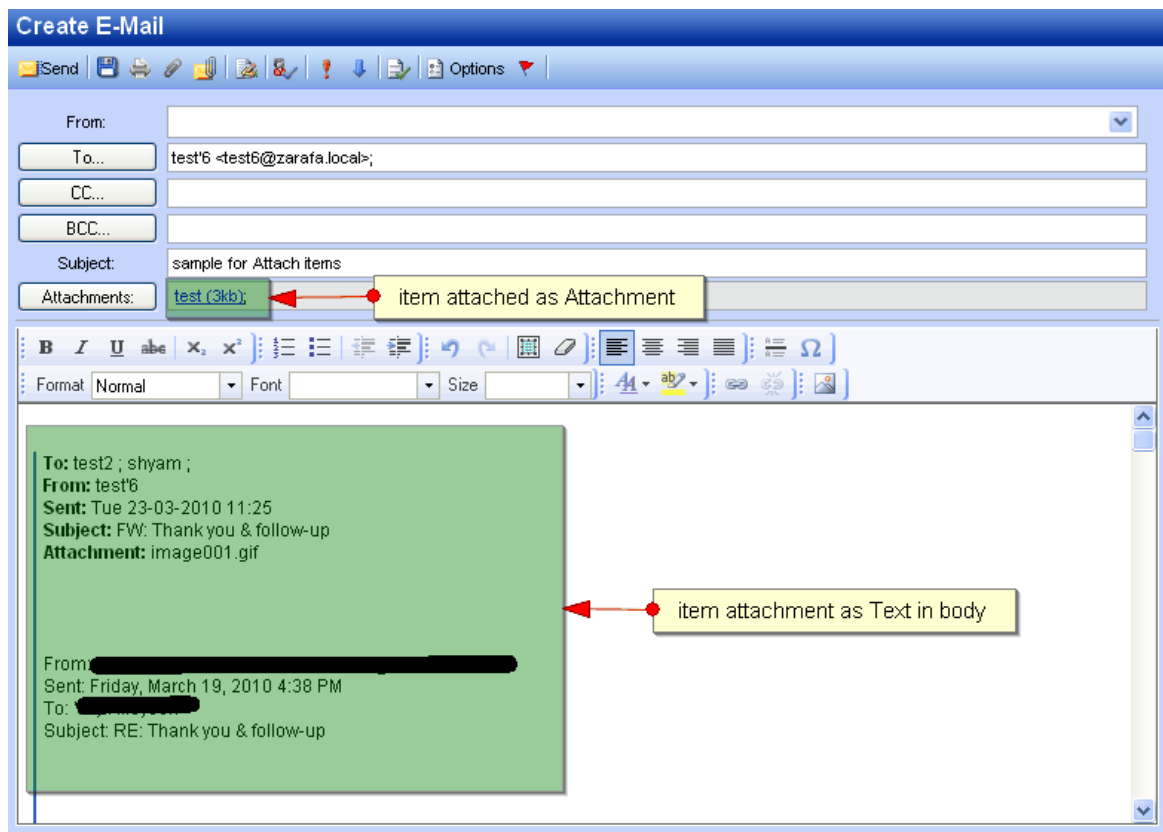 Create E-Mail
Send Options
From:
To... test'6 <test6@zarafa.local>;
CC...
BCC...
Subject: sample for Attach items
Attachments: test (3kb); item attached as Attachment
B I U abc x₂ x² Ω
Format Normal Font Size
To: test2 ; shyam ;
From: test'6
Sent: Tue 23-03-2010 11:25
Subject: FW: Thank you & follow-up
Attachment: image001.gif
item attachment as Text in body
From:
Sent: Friday, March 19, 2010 4:38 PM
To:
Subject: RE: Thank you & follow-up